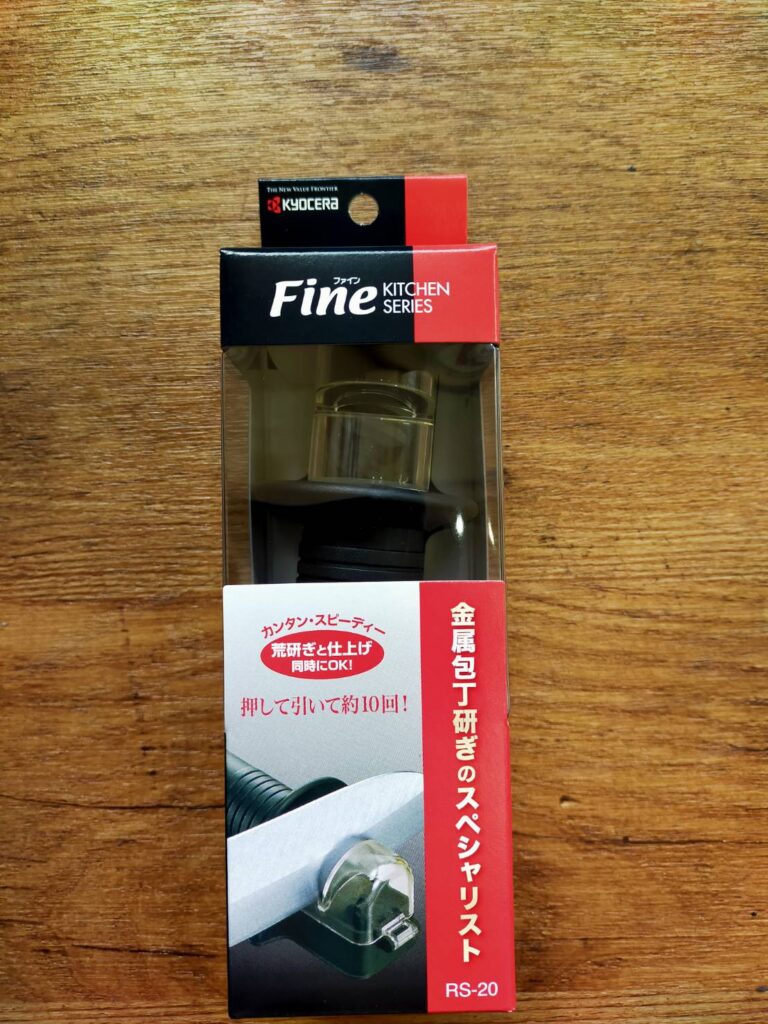 THE NEW VALUE FRONTIER
KYOCERA
ファイン
Fine KITCHEN
SERIES
カンタン・スピーディー
荒研ぎと仕上げ
同時にOK!
押して引いて約10回!
金属包丁研ぎのスペシャリスト
RS-20